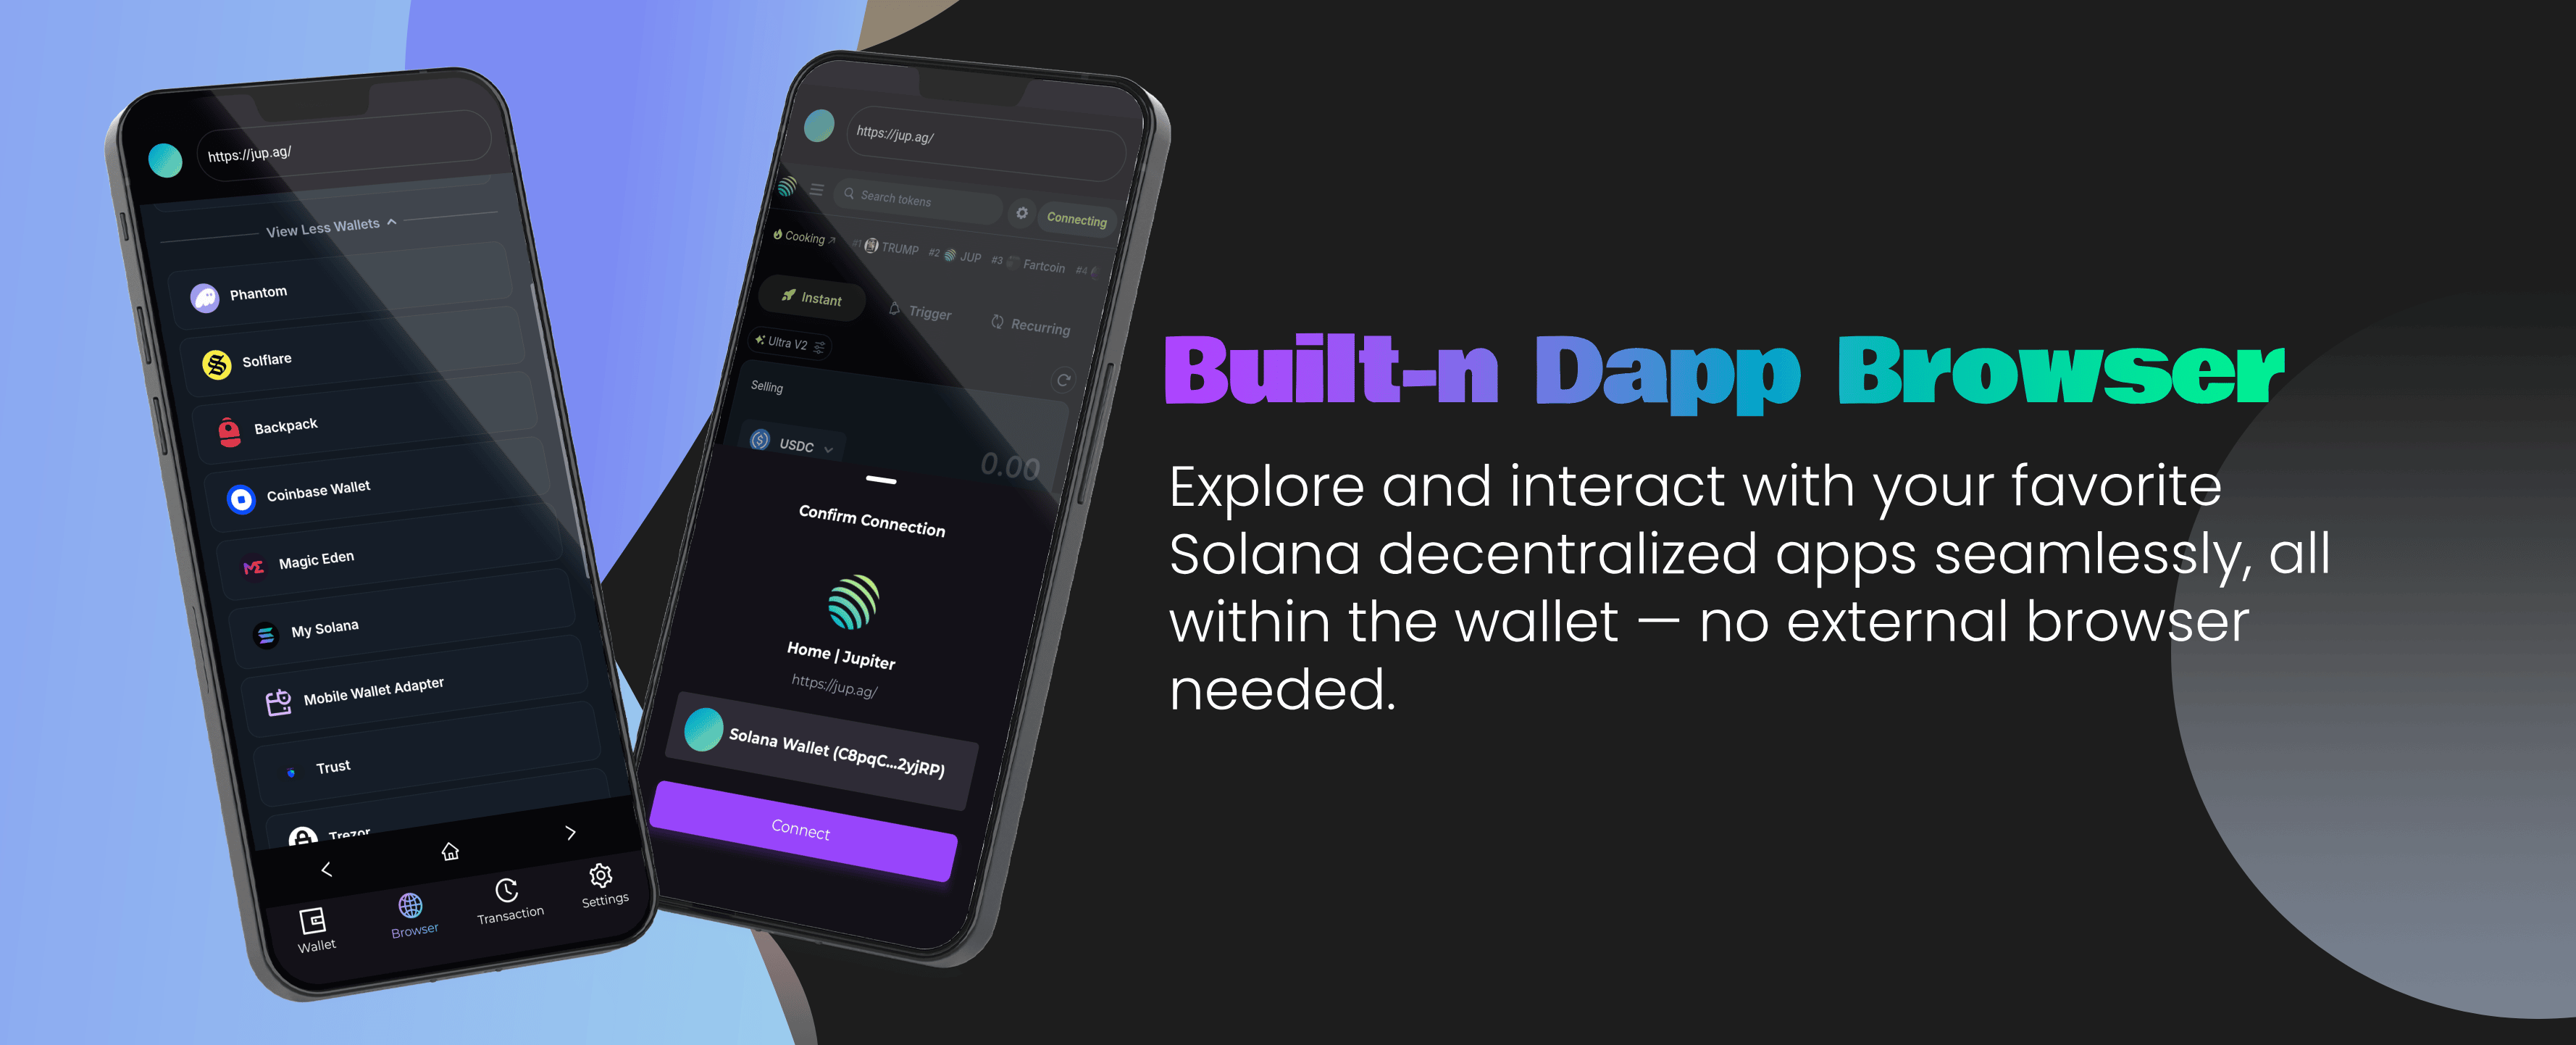 https://jup.ag/
View Less Wallets
Phantom
Solflare
Backpack
Coinbase Wallet
Magic Eden
My Solana
Mobile Wallet Adapter
Trust
Trezor
Wallet
Browser
Transaction
Settings
https://jup.ag/
Search tokens
Connecting
Cooking #1 TRUMP #2 JUP #3 Fartcoin #4
Instant Trigger Recurring
Ultra V2
Selling
USDC 0.00
Confirm Connection
Home | Jupiter
https://jup.ag/
Solana Wallet (C8pqC...2yjRP)
Connect
Built-n Dapp Browser
Explore and interact with your favorite
Solana decentralized apps seamlessly, all
within the wallet — no external browser
needed.